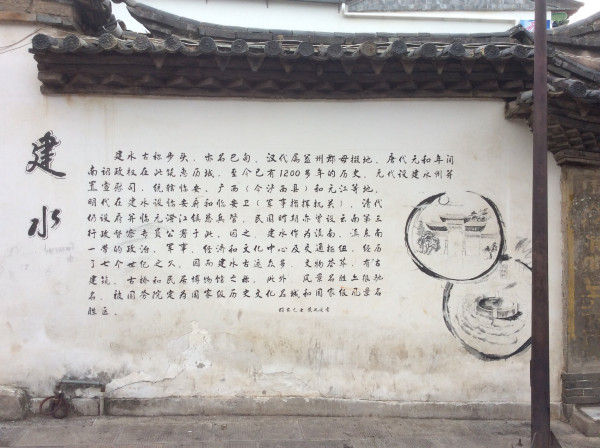 建水
建水古称步头，亦名巴甸。汉代属益州郡毋掇地，唐代元和年间
南诏政权在此筑惠历城，至今已有1200多年的历史。元代设建水州等
置宣慰司，统辖临安、广西（今泸西县）和元江等地。
明代在建水设临安府和临安卫（军事指挥机关），清代
仍设府等临元澄江镇总兵营，民国时期亦曾设云南第三
行政督察专员公署于此。因之，建水作为滇南、滇东南
一带的政治，军事，经济和文化中心及交通枢纽，经历
了七个世纪之久，因而建水古远众多，文物荟萃，有古
建筑、古桥和民居博物馆之称。此外，风景名胜极驰
名，被国务院定为国家级历史文化名城和国家级风景名
胜区。